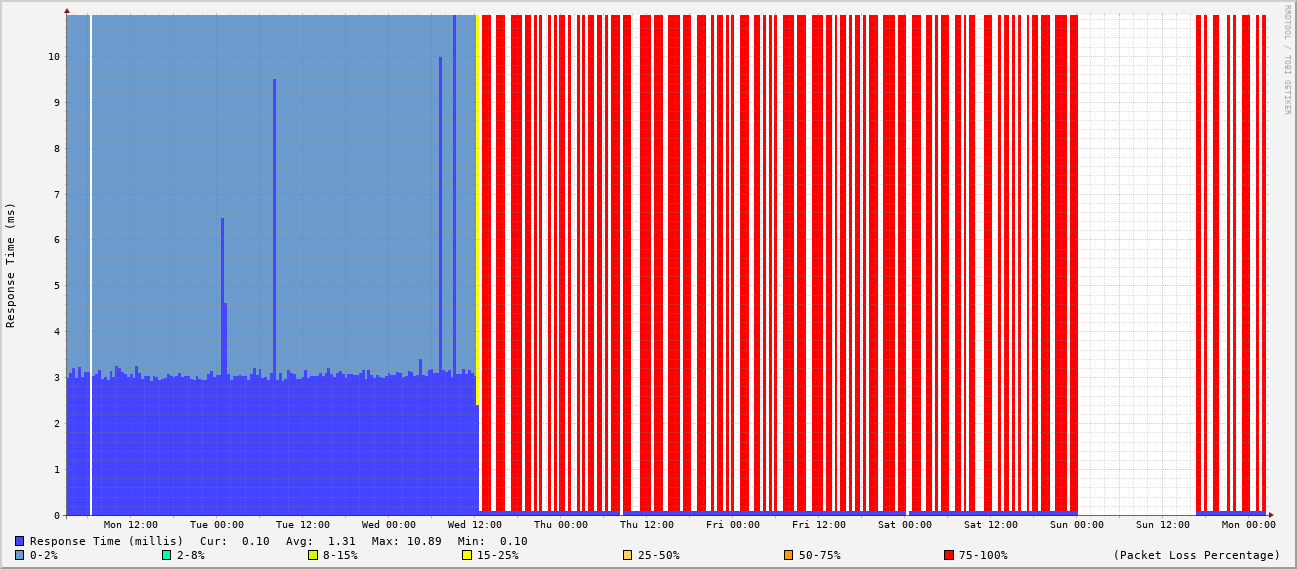 RRDTOOL / TOBI OETIKER
Response Time (ms)
10
9
8
7
6
5
4
3
2
1
0
Mon 12:00 Tue 00:00 Tue 12:00 Wed 00:00 Wed 12:00 Thu 00:00 Thu 12:00 Fri 00:00 Fri 12:00 Sat 00:00 Sat 12:00 Sun 00:00 Sun 12:00 Mon 00:00
Response Time (millis) Cur: 0.10 Avg: 1.31 Max: 10.89 Min: 0.10
0-2% 2-8% 8-15% 15-25% 25-50% 50-75% 75-100% (Packet Loss Percentage)